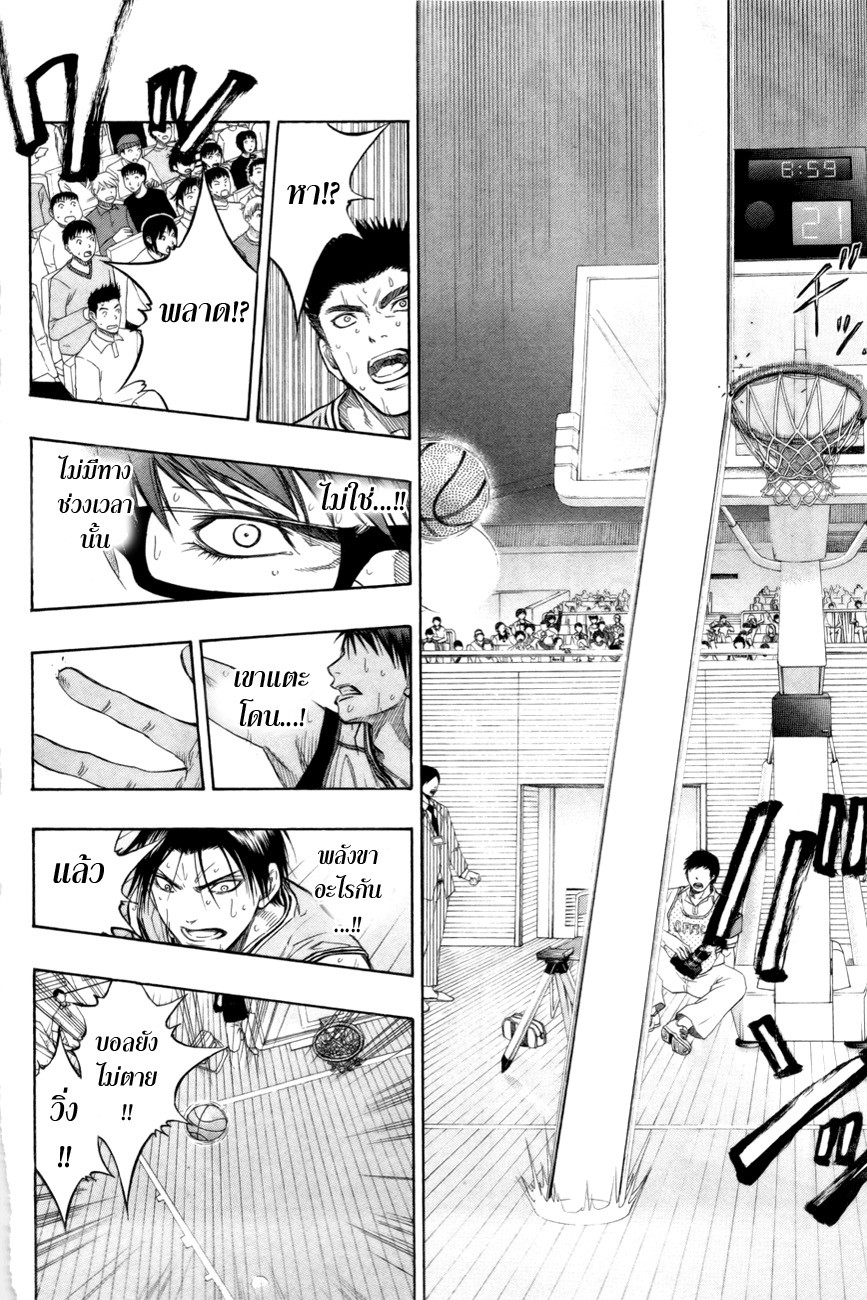 8:59
21
ガッ
หา!?
พลาด!?
ไม่ใช่...!!
ไม่มีทาง
ช่วงเวลา
นั้น
เขาแตะ
โดน...!
พลังขา
อะไรกัน
...!!
แล้ว
บอลยัง
ไม่ตาย
!!
วิ่ง
!!